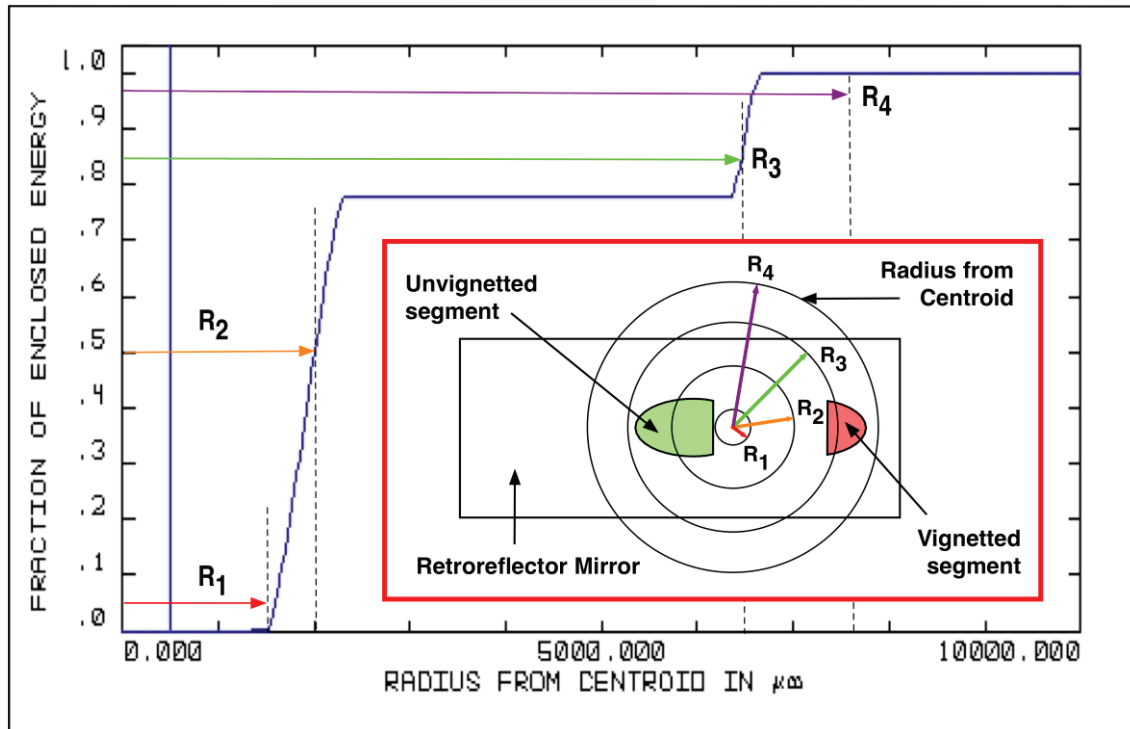 FRACTION OF ENCLOSED ENERGY
1.0
.9
.8
.7
.6
.5
.4
.3
.2
.1
.0
R4
R3
R2
R1
Unvignetted
segment
R4
Radius from
Centroid
R3
R2
R1
Retroreflector Mirror
Vignetted
segment
0.000
5000.000
10000.000
RADIUS FROM CENTROID IN µm